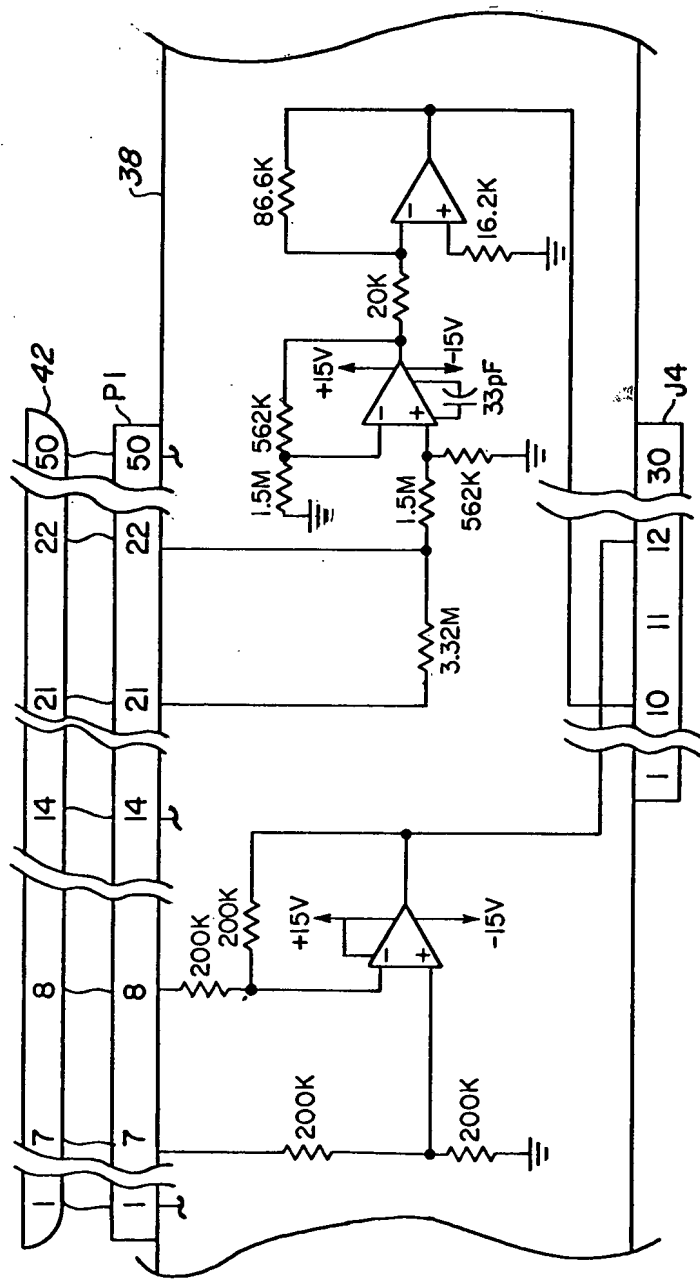 38
42
P1
1 7 8 14 21 22 50
1 7 8 14 21 22 50
200K
200K
200K
200K
+15V
-
+
-15V
3.32M
1.5M
562K
1.5M
562K
+15V
-
+
-15V
33pF
20K
86.6K
-
+
16.2K
1 10 11 12 30
J4